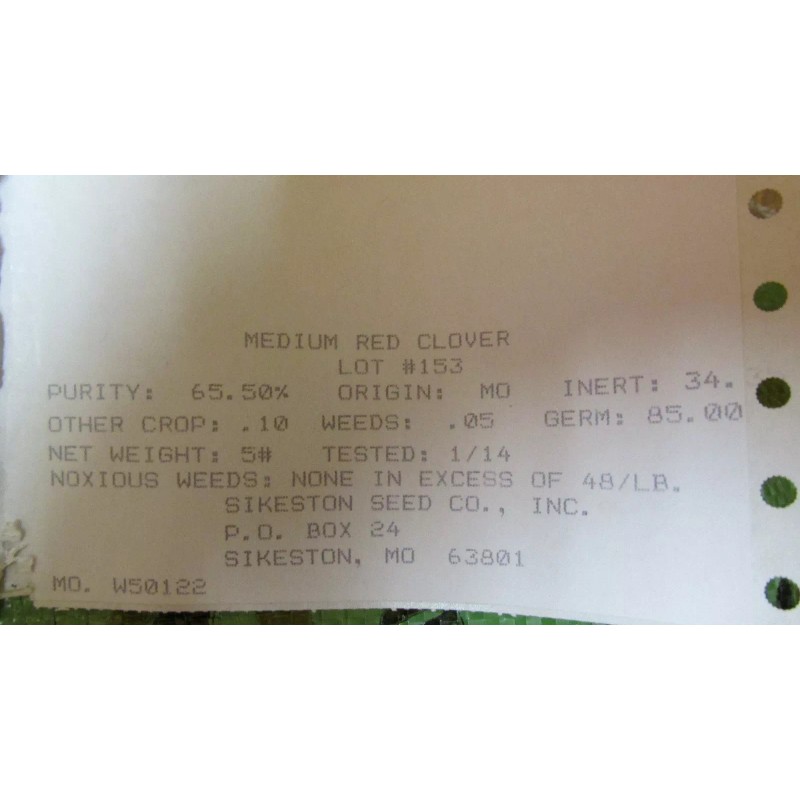 MEDIUM RED CLOVER
LOT #153
PURITY: 65.50% ORIGIN: MO INERT: 34.
OTHER CROP: .10 WEEDS: .05 GERM: 85.00
NET WEIGHT: 5# TESTED: 1/14
NOXIOUS WEEDS: NONE IN EXCESS OF 48/LB.
SIKESTON SEED CO., INC.
P.O. BOX 24
SIKESTON, MO 63801
MO. W50122